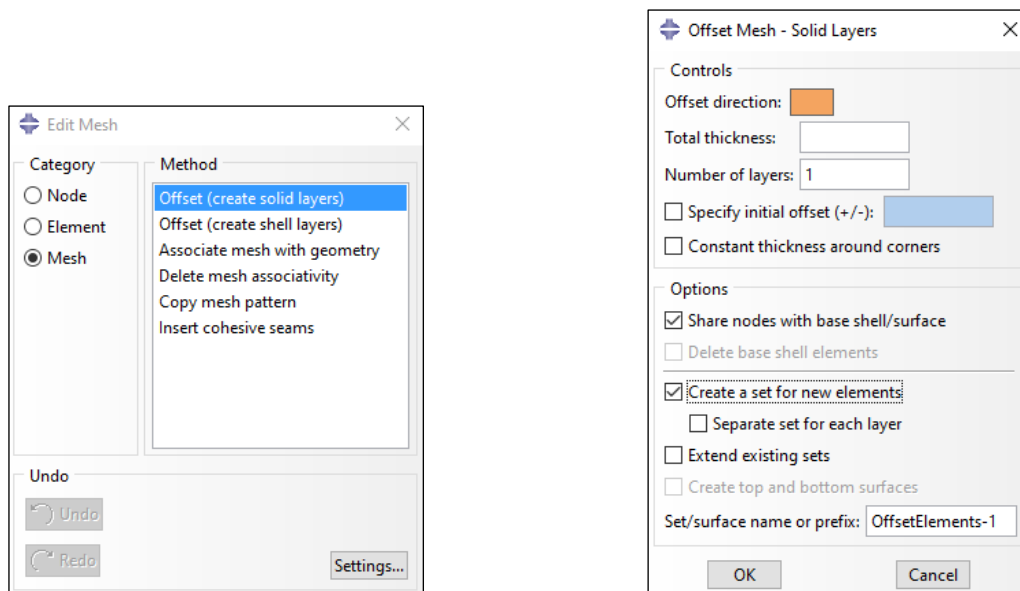 Edit Mesh
Category
Node
Element
Mesh
Method
Offset (create solid layers)
Offset (create shell layers)
Associate mesh with geometry
Delete mesh associativity
Copy mesh pattern
Insert cohesive seams
Undo
Undo
Redo
Settings...
Offset Mesh - Solid Layers
Controls
Offset direction:
Total thickness:
Number of layers: 1
Specify initial offset (+/-):
Constant thickness around corners
Options
Share nodes with base shell/surface
Delete base shell elements
Create a set for new elements
Separate set for each layer
Extend existing sets
Create top and bottom surfaces
Set/surface name or prefix: OffsetElements-1
OK Cancel